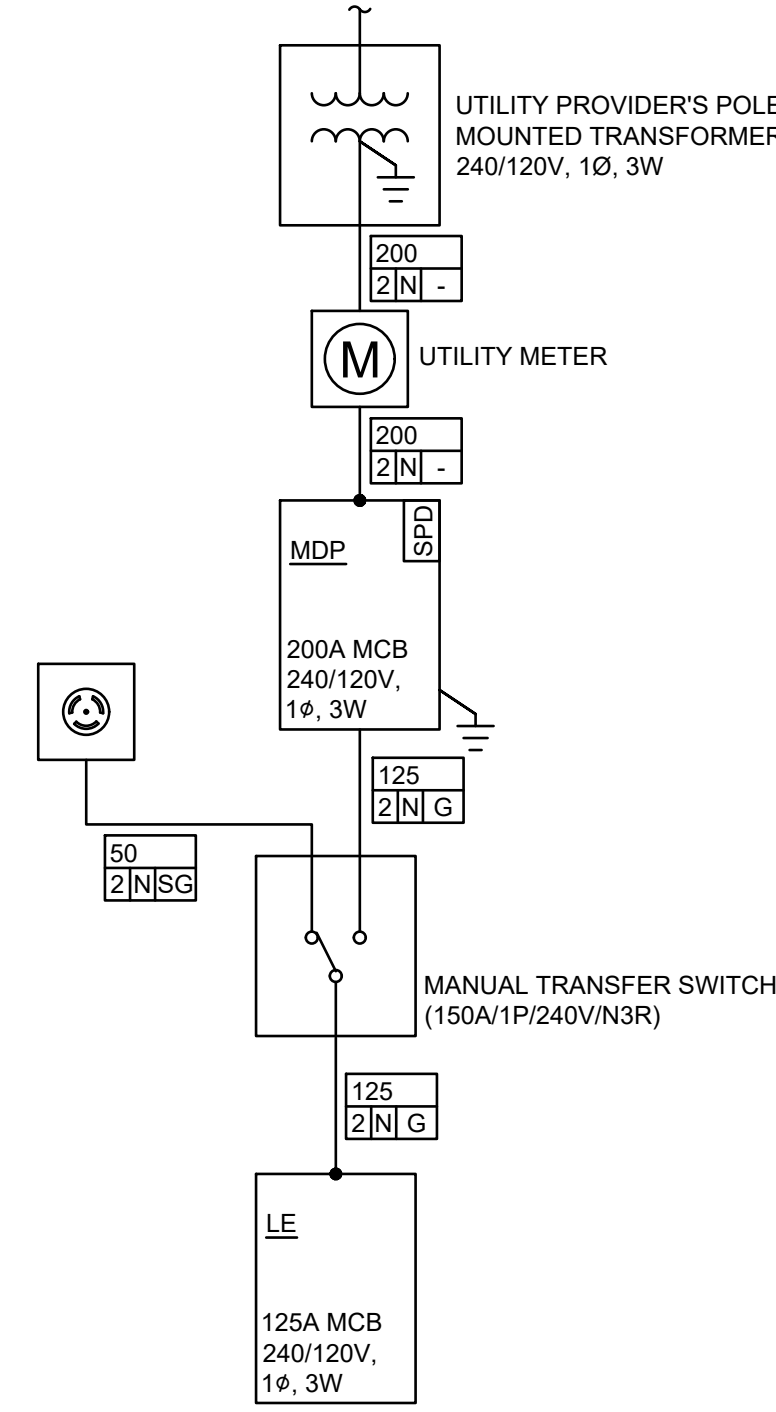 UTILITY PROVIDER'S POLE
MOUNTED TRANSFORMER
240/120V, 1Ø, 3W
200
2 N -
M
UTILITY METER
200
2 N -
SPD
MDP
200A MCB
240/120V,
1ø, 3W
125
2 N G
50
2 N SG
MANUAL TRANSFER SWITCH
(150A/1P/240V/N3R)
125
2 N G
LE
125A MCB
240/120V,
1ø, 3W